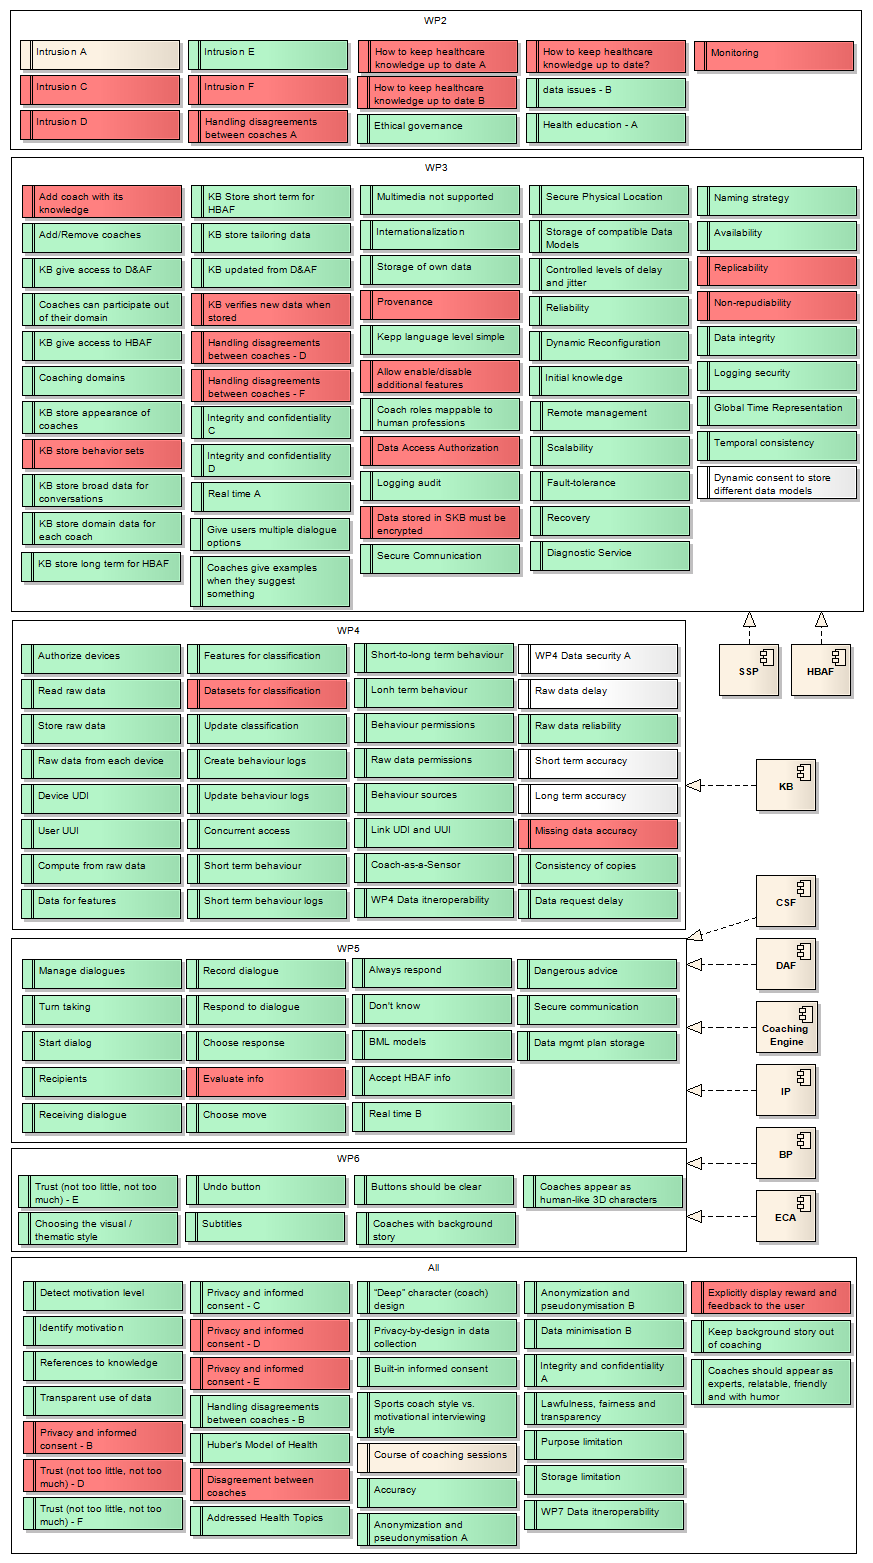 WP2
Intrusion A
Intrusion C
Intrusion D
Intrusion E
Intrusion F
Handling disagreements
between coaches A
How to keep healthcare
knowledge up to date A
How to keep healthcare
knowledge up to date B
Ethical governance
How to keep healthcare
knowledge up to date?
data issues - B
Health education - A
Monitoring
WP3
Add coach with its
knowledge
Add/Remove coaches
KB give access to D&AF
Coaches can participate out
of their domain
KB give access to HBAF
Coaching domains
KB store appearance of
coaches
KB store behavior sets
KB store broad data for
conversations
KB store domain data for
each coach
KB store long term for HBAF
KB Store short term for
HBAF
KB store tailoring data
KB updated from D&AF
KB verifies new data when
stored
Handling disagreements
between coaches - D
Handling disagreements
between coaches - F
Integrity and confidentiality
C
Integrity and confidentiality
D
Real time A
Give users multiple dialogue
options
Coaches give examples
when they suggest
something
Multimedia not supported
Internationalization
Storage of own data
Provenance
Kepp language level simple
Allow enable/disable
additional features
Coach roles mappable to
human professions
Data Access Authorization
Logging audit
Data stored in SKB must be
encrypted
Secure Comnunication
Secure Physical Location
Storage of compatible Data
Models
Controlled levels of delay
and jitter
Reliability
Dynamic Reconfiguration
Initial knowledge
Remote management
Scalability
Fault-tolerance
Recovery
Diagnostic Service
Naming strategy
Availability
Replicability
Non-repudiability
Data integrity
Logging security
Global Time Representation
Temporal consistency
Dynamic consent to store
different data models
SSP
HBAF
WP4
Authorize devices
Read raw data
Store raw data
Raw data from each device
Device UDI
User UUI
Compute from raw data
Data for features
Features for classification
Datasets for classification
Update classification
Create behaviour logs
Update behaviour logs
Concurrent access
Short term behaviour
Short term behaviour logs
Short-to-long term behaviour
Lonh term behaviour
Behaviour permissions
Raw data permissions
Behaviour sources
Link UDI and UUI
Coach-as-a-Sensor
WP4 Data itneroperability
WP4 Data security A
Raw data delay
Raw data reliability
Short term accuracy
Long term accuracy
Missing data accuracy
Consistency of copies
Data request delay
KB
CSF
WP5
Manage dialogues
Turn taking
Start dialog
Recipients
Receiving dialogue
Record dialogue
Respond to dialogue
Choose response
Evaluate info
Choose move
Always respond
Don't know
BML models
Accept HBAF info
Real time B
Dangerous advice
Secure communication
Data mgmt plan storage
DAF
Coaching
Engine
IP
WP6
Trust (not too little, not too
much) - E
Choosing the visual /
thematic style
Undo button
Subtitles
Buttons should be clear
Coaches with background
story
Coaches appear as
human-like 3D characters
BP
ECA
All
Detect motivation level
Identify motivation
References to knowledge
Transparent use of data
Privacy and informed
consent - B
Trust (not too little, not too
much) - D
Trust (not too little, not too
much) - F
Privacy and informed
consent - C
Privacy and informed
consent - D
Privacy and informed
consent - E
Handling disagreements
between coaches - B
Huber's Model of Health
Disagreement between
coaches
Addressed Health Topics
"Deep" character (coach)
design
Privacy-by-design in data
collection
Built-in informed consent
Sports coach style vs.
motivational interviewing
style
Course of coaching sessions
Accuracy
Anonymization and
pseudonymisation A
Anonymization and
pseudonymisation B
Data minimisation B
Integrity and confidentiality
A
Lawfulness, fairness and
transparency
Purpose limitation
Storage limitation
WP7 Data itneroperability
Explicitly display reward and
feedback to the user
Keep background story out
of coaching
Coaches should appear as
experts, relatable, friendly
and with humor